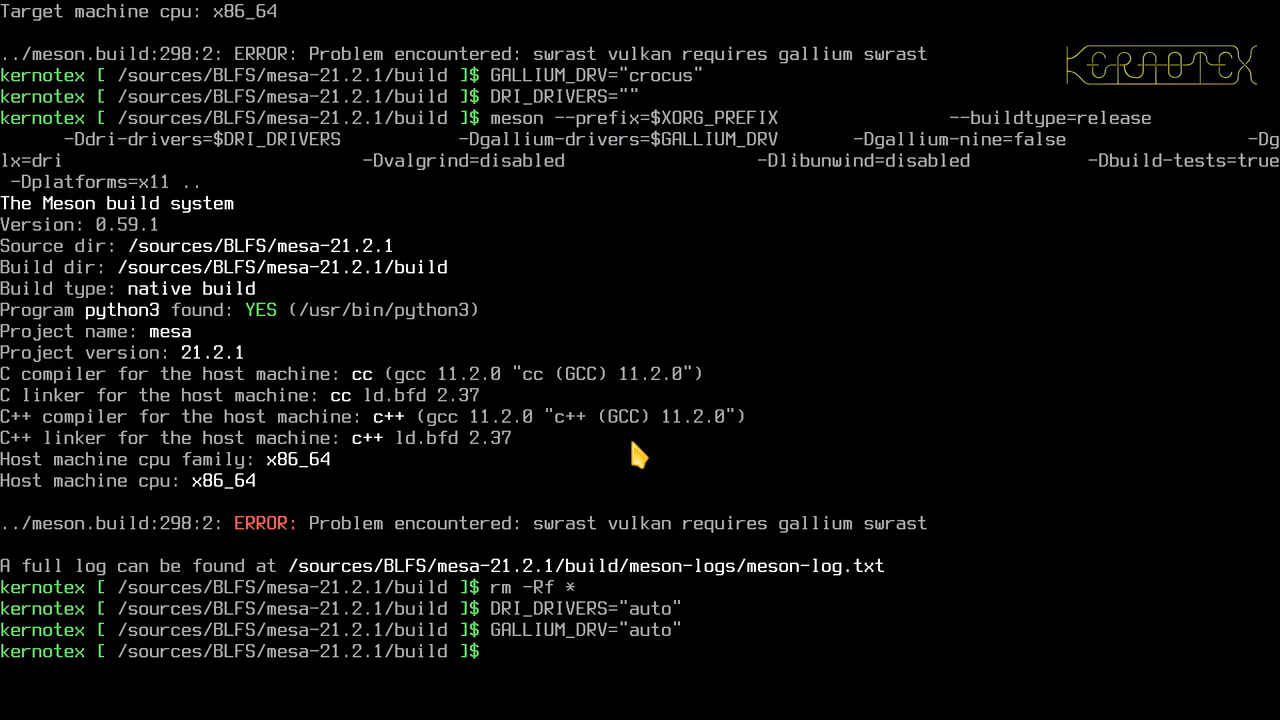 Target machine cpu: x86_64
../meson.build:298:2: ERROR: Problem encountered: swrast vulkan requires gallium swrast
KERNOTEX
kernotex [ /sources/BLFS/mesa-21.2.1/build ]$ GALLIUM_DRV="crocus"
kernotex [ /sources/BLFS/mesa-21.2.1/build ]$ DRI_DRIVERS=""
kernotex [ /sources/BLFS/mesa-21.2.1/build ]$ meson --prefix=$XORG_PREFIX                --buildtype=release
      -Ddri-drivers=$DRI_DRIVERS           -Dgallium-drivers=$GALLIUM_DRV       -Dgallium-nine=false                 -Dg
lx=dri                            -Dvalgrind=disabled                  -Dlibunwind=disabled           -Dbuild-tests=true
 -Dplatforms=x11 ..
The Meson build system
Version: 0.59.1
Source dir: /sources/BLFS/mesa-21.2.1
Build dir: /sources/BLFS/mesa-21.2.1/build
Build type: native build
Program python3 found: YES (/usr/bin/python3)
Project name: mesa
Project version: 21.2.1
C compiler for the host machine: cc (gcc 11.2.0 "cc (GCC) 11.2.0")
C linker for the host machine: cc ld.bfd 2.37
C++ compiler for the host machine: c++ (gcc 11.2.0 "c++ (GCC) 11.2.0")
C++ linker for the host machine: c++ ld.bfd 2.37
Host machine cpu family: x86_64
Host machine cpu: x86_64
../meson.build:298:2: ERROR: Problem encountered: swrast vulkan requires gallium swrast
A full log can be found at /sources/BLFS/mesa-21.2.1/build/meson-logs/meson-log.txt
kernotex [ /sources/BLFS/mesa-21.2.1/build ]$ rm -Rf *
kernotex [ /sources/BLFS/mesa-21.2.1/build ]$ DRI_DRIVERS="auto"
kernotex [ /sources/BLFS/mesa-21.2.1/build ]$ GALLIUM_DRV="auto"
kernotex [ /sources/BLFS/mesa-21.2.1/build ]$